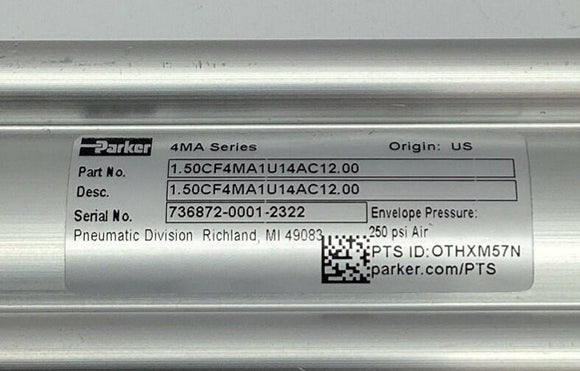 Parker 4MA Series Origin: US
Part No. 1.50CF4MA1U14AC12.00
Desc. 1.50CF4MA1U14AC12.00
Serial No. 736872-0001-2322 Envelope Pressure:
Pneumatic Division Richland, MI 49083 250 psi Air
PTS ID:OTHXM57N
parker.com/PTS